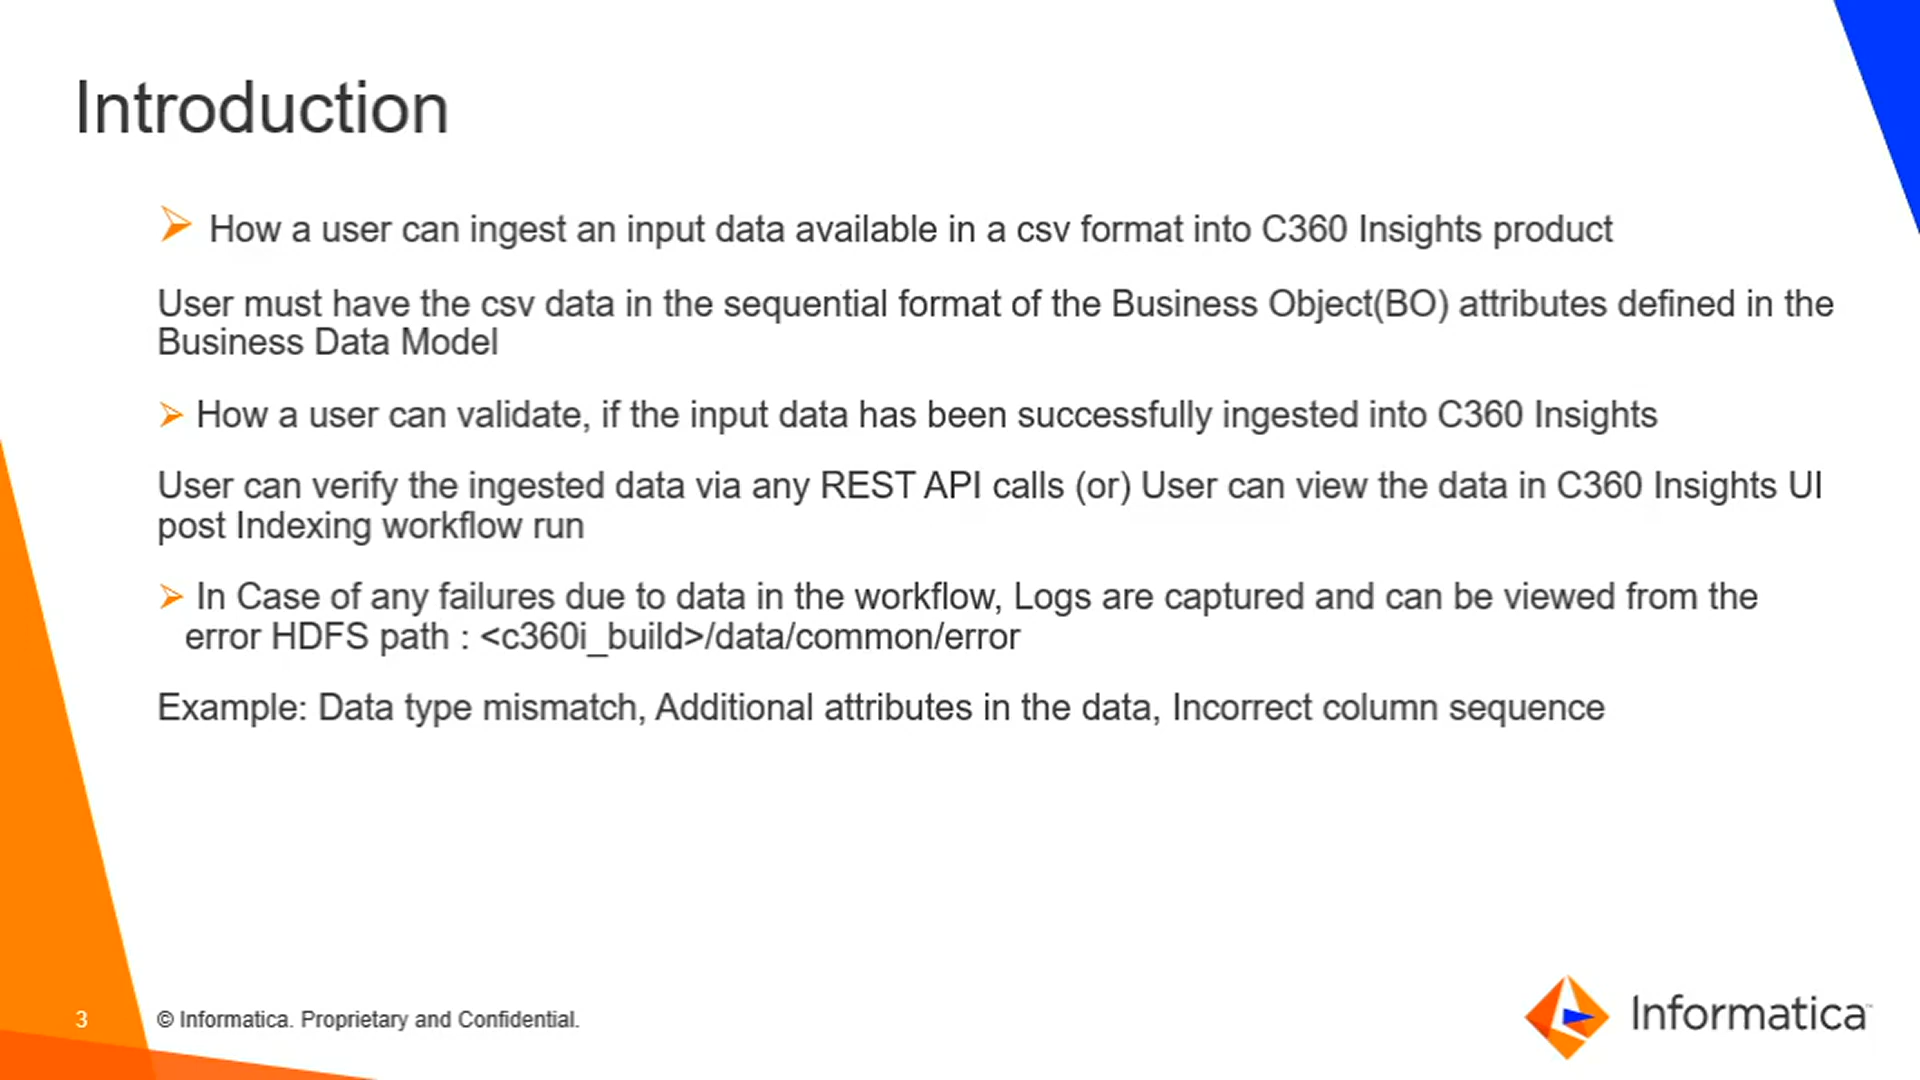 Introduction
How a user can ingest an input data available in a csv format into C360 Insights product
User must have the csv data in the sequential format of the Business Object(BO) attributes defined in the
Business Data Model
How a user can validate, if the input data has been successfully ingested into C360 Insights
User can verify the ingested data via any REST API calls (or) User can view the data in C360 Insights UI
post Indexing workflow run
In Case of any failures due to data in the workflow, Logs are captured and can be viewed from the
error HDFS path : <c360i_build>/data/common/error
Example: Data type mismatch, Additional attributes in the data, Incorrect column sequence
3
© Informatica. Proprietary and Confidential.
Informatica™